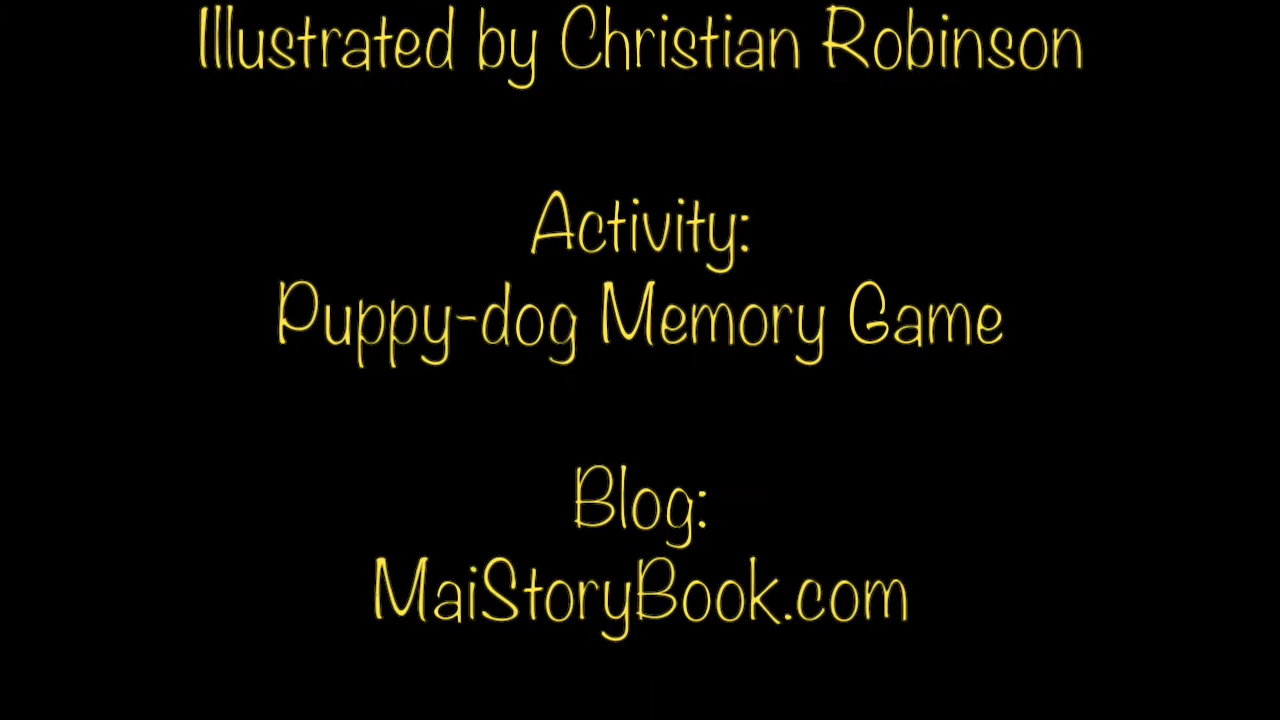 Illustrated by Christian Robinson
Activity:
Puppy-dog Memory Game
Blog:
MaiStoryBook.com